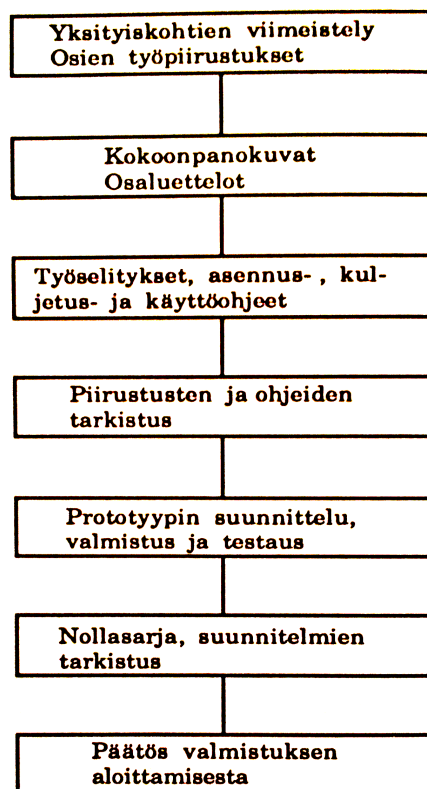 Yksityiskohtien viimeistely
Osien työpiirustukset
Kokoonpanokuvat
Osaluettelot
Työselitykset, asennus- , kul-
jetus- ja käyttöohjeet
Piirustusten ja ohjeiden
tarkistus
Prototyypin suunnittelu,
valmistus ja testaus
Nollasarja, suunnitelmien
tarkistus
Päätös valmistuksen
aloittamisesta